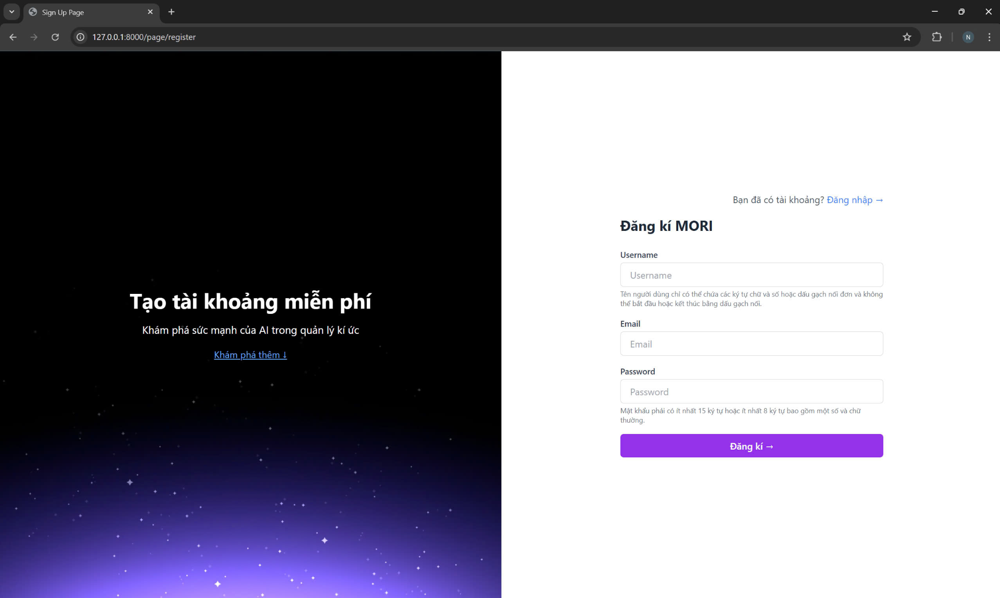 Sign Up Page
127.0.0.1:8000/page/register
N
Tạo tài khoảng miễn phí
Khám phá sức mạnh của AI trong quản lý kí ức
Khám phá thêm ↓
Bạn đã có tài khoảng? Đăng nhập →
Đăng kí MORI
Username
Username
Tên người dùng chỉ có thể chứa các ký tự chữ và số hoặc dấu gạch nối đơn và không
thể bắt đầu hoặc kết thúc bằng dấu gạch nối.
Email
Email
Password
Password
Mật khẩu phải có ít nhất 15 ký tự hoặc ít nhất 8 ký tự bao gồm một số và chữ
thường.
Đăng kí →